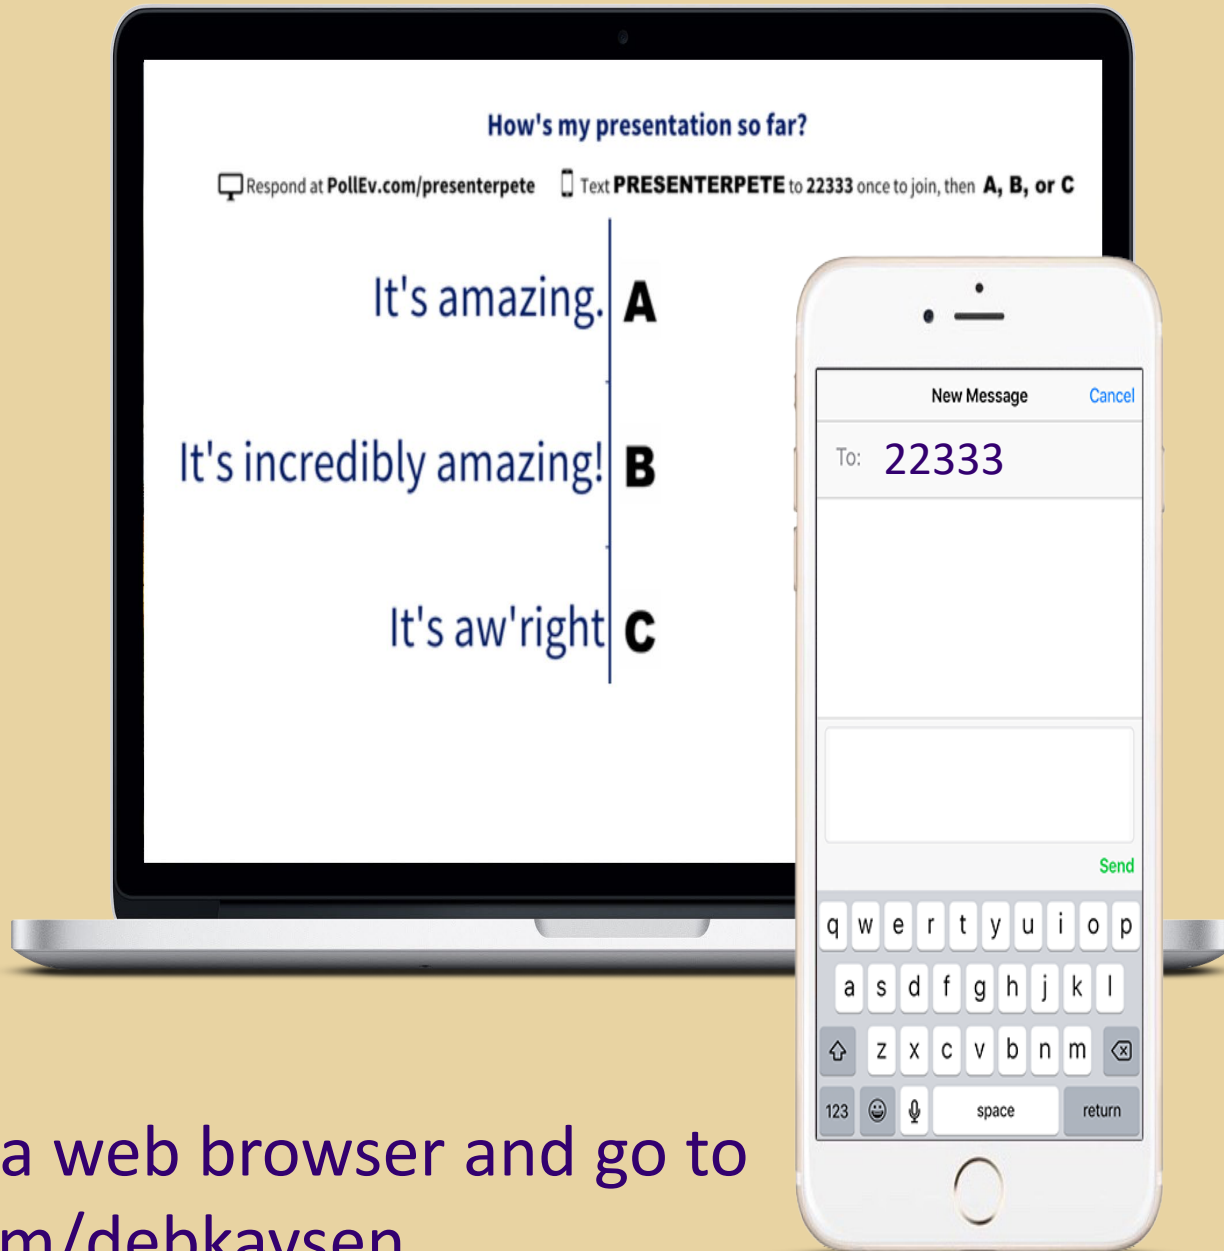 How's my presentation so far?
Respond at PollEv.com/presenterpete Text PRESENTERPETE to 22333 once to join, then A, B, or C
It's amazing. A
It's incredibly amazing! B
It's aw'right C
New Message Cancel
To: 22333
Send
q w e r t y u i o p
a s d f g h j k l
z x c v b n m
123 space return
a web browser and go to
m/debkaysen